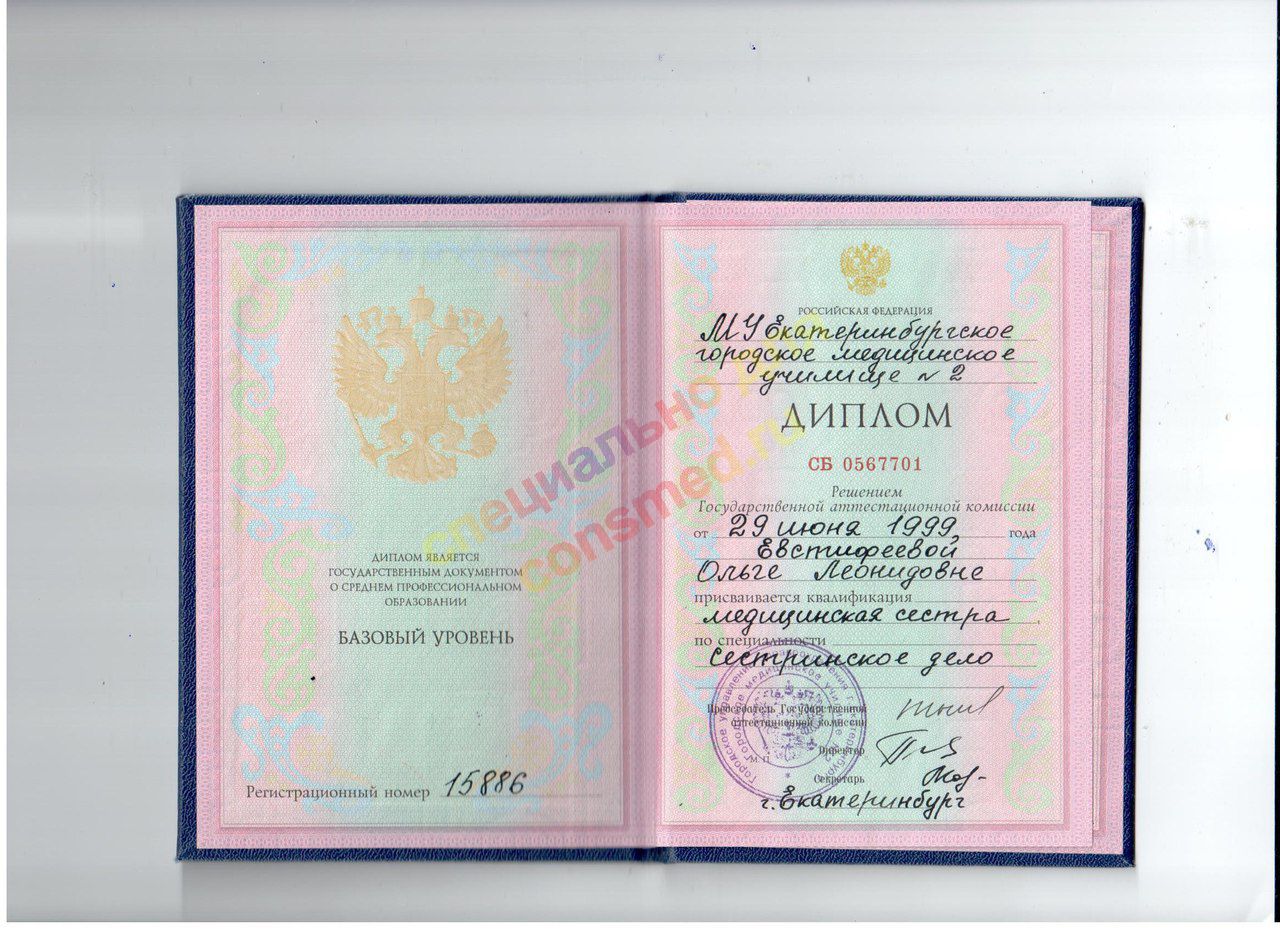 ДИПЛОМ ЯВЛЯЕТСЯ
ГОСУДАРСТВЕННЫМ ДОКУМЕНТОМ
О СРЕДНЕМ ПРОФЕССИОНАЛЬНОМ
ОБРАЗОВАНИИ
БАЗОВЫЙ УРОВЕНЬ
Регистрационный номер 15886
РОССИЙСКАЯ ФЕДЕРАЦИЯ
МУ Екатеринбургское
городское медицинское
училище № 2
ДИПЛОМ
СБ 0567701
Решением
Государственной аттестационной комиссии
от 29 июня 1999, года
Евстифеевой
Ольге Леонидовне
присваивается квалификация
медицинская сестра,
по специальности
Сестринское дело
Председатель Государственной
аттестационной комиссии
Директор
М П
Секретарь
г. Екатеринбург
специально
consmed.ru